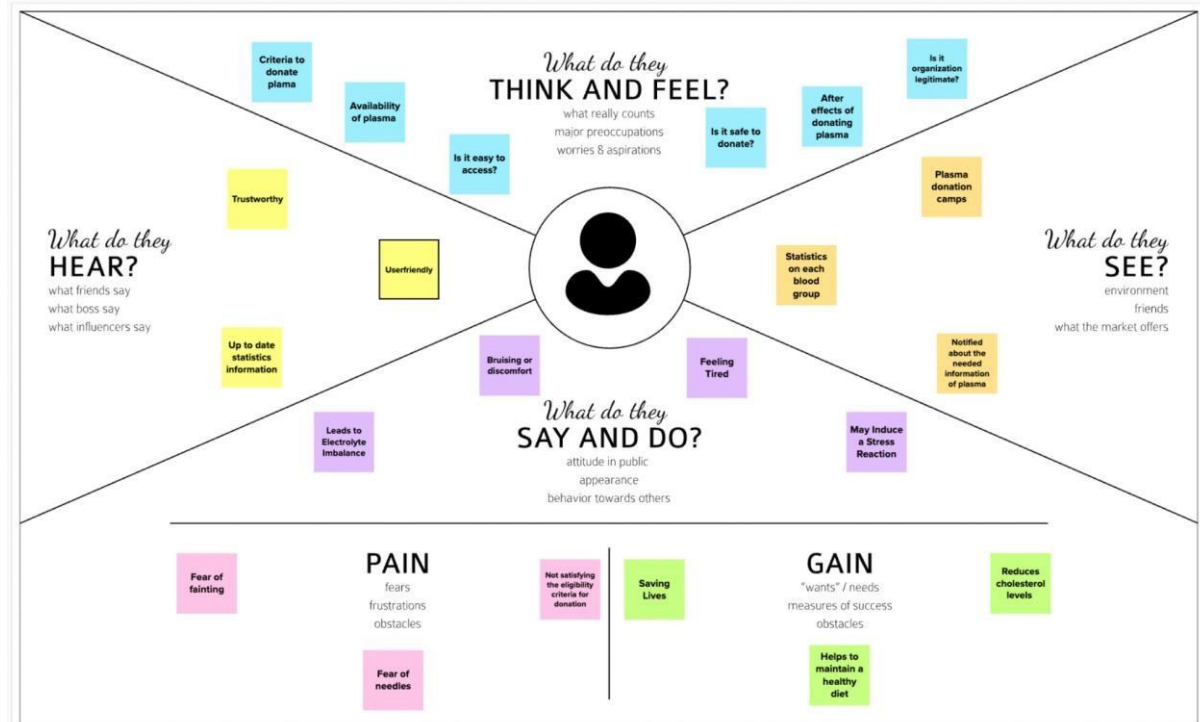 What do they
THINK AND FEEL?
what really counts
major preoccupations
worries & aspirations
Criteria to
donate
plama
Availability
of plasma
Is it easy to
access?
Is it safe to
donate?
After
effects of
donating
plasma
Is it
organization
legitimate?
What do they
HEAR?
what friends say
what boss say
what influencers say
Trustworthy
Userfriendly
Up to date
statistics
information
What do they
SEE?
environment
friends
what the market offers
Plasma
donation
camps
Statistics
on each
blood
group
Notified
about the
needed
information
of plasma
What do they
SAY AND DO?
attitude in public
appearance
behavior towards others
Bruising or
discomfort
Feeling
Tired
Leads to
Electrolyte
Imbalance
May Induce
a Stress
Reaction
PAIN
fears
frustrations
obstacles
Fear of
fainting
Not satisfying
the eligibility
criteria for
donation
Fear of
needles
GAIN
"wants" / needs
measures of success
obstacles
Saving
Lives
Reduces
cholesterol
levels
Helps to
maintain a
healthy
diet